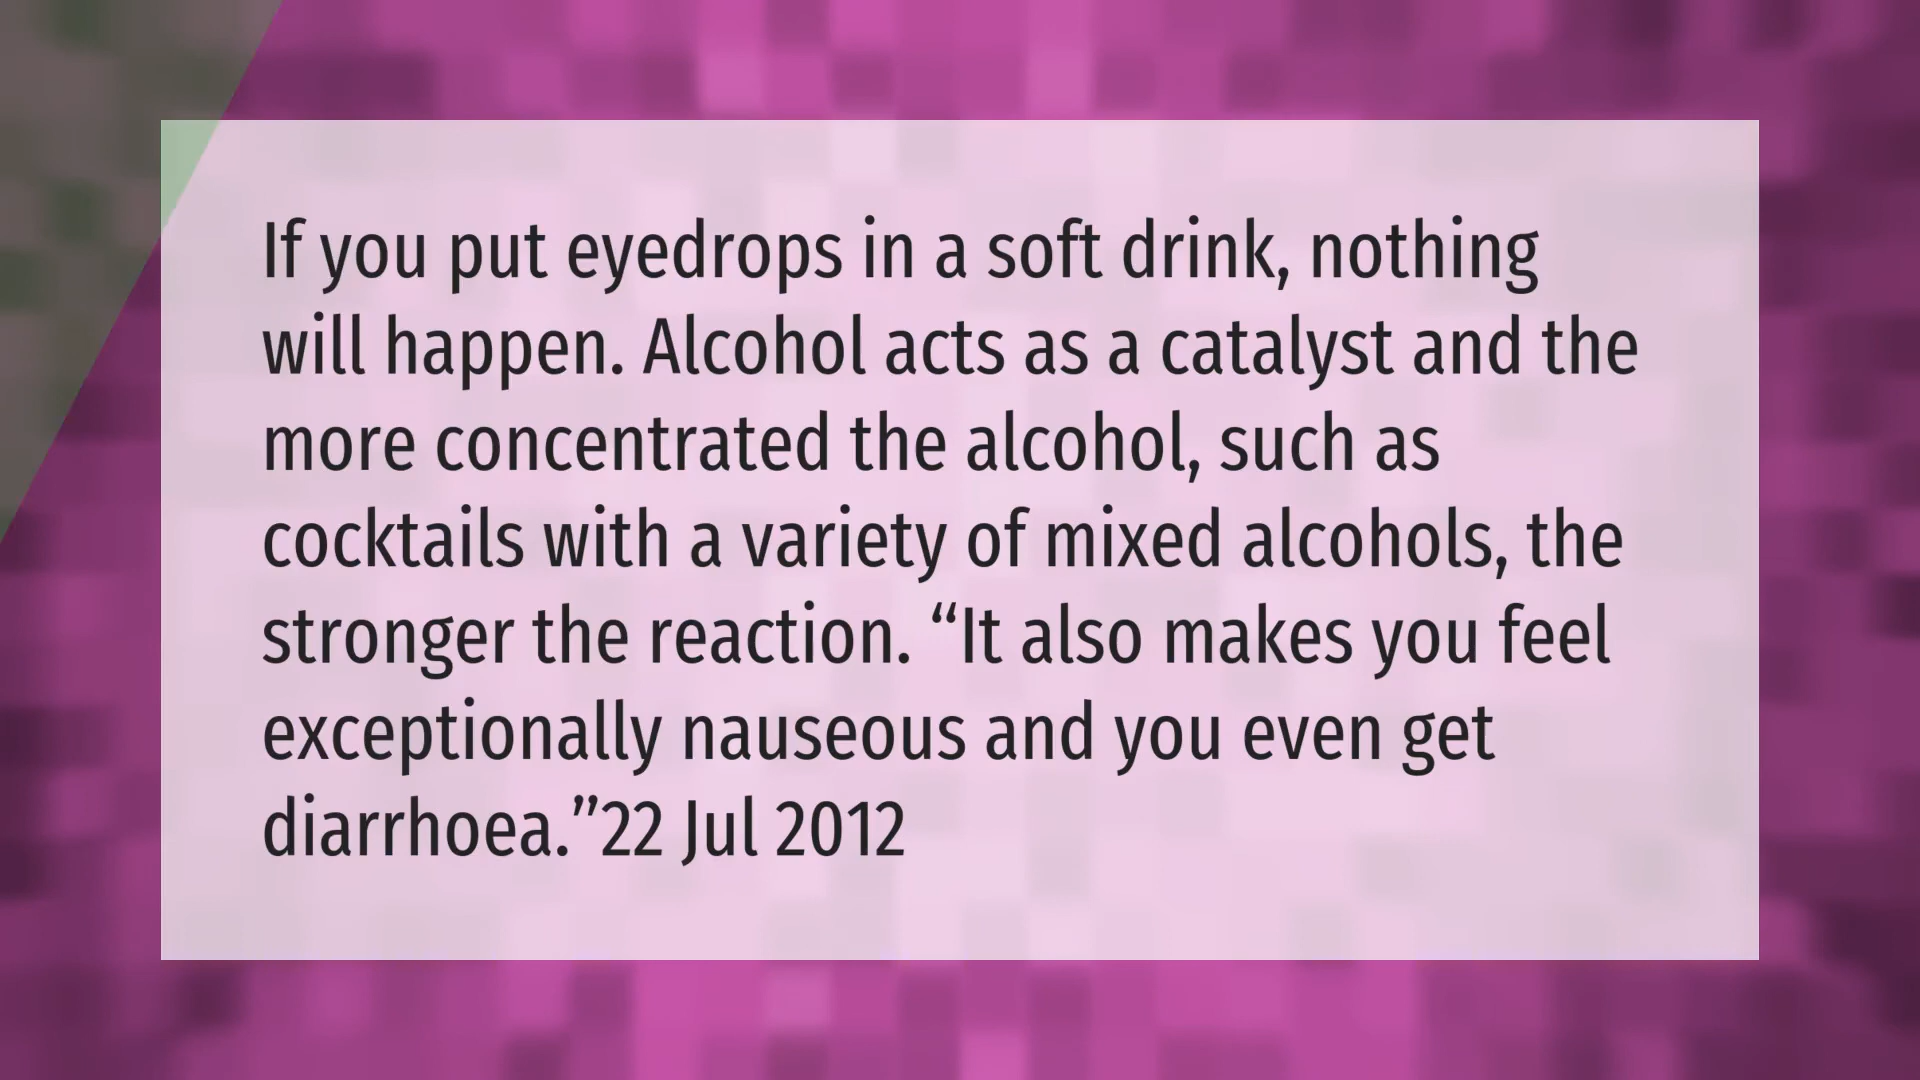 If you put eyedrops in a soft drink, nothing
will happen. Alcohol acts as a catalyst and the
more concentrated the alcohol, such as
cocktails with a variety of mixed alcohols, the
stronger the reaction. “It also makes you feel
exceptionally nauseous and you even get
diarrhoea.”22 Jul 2012